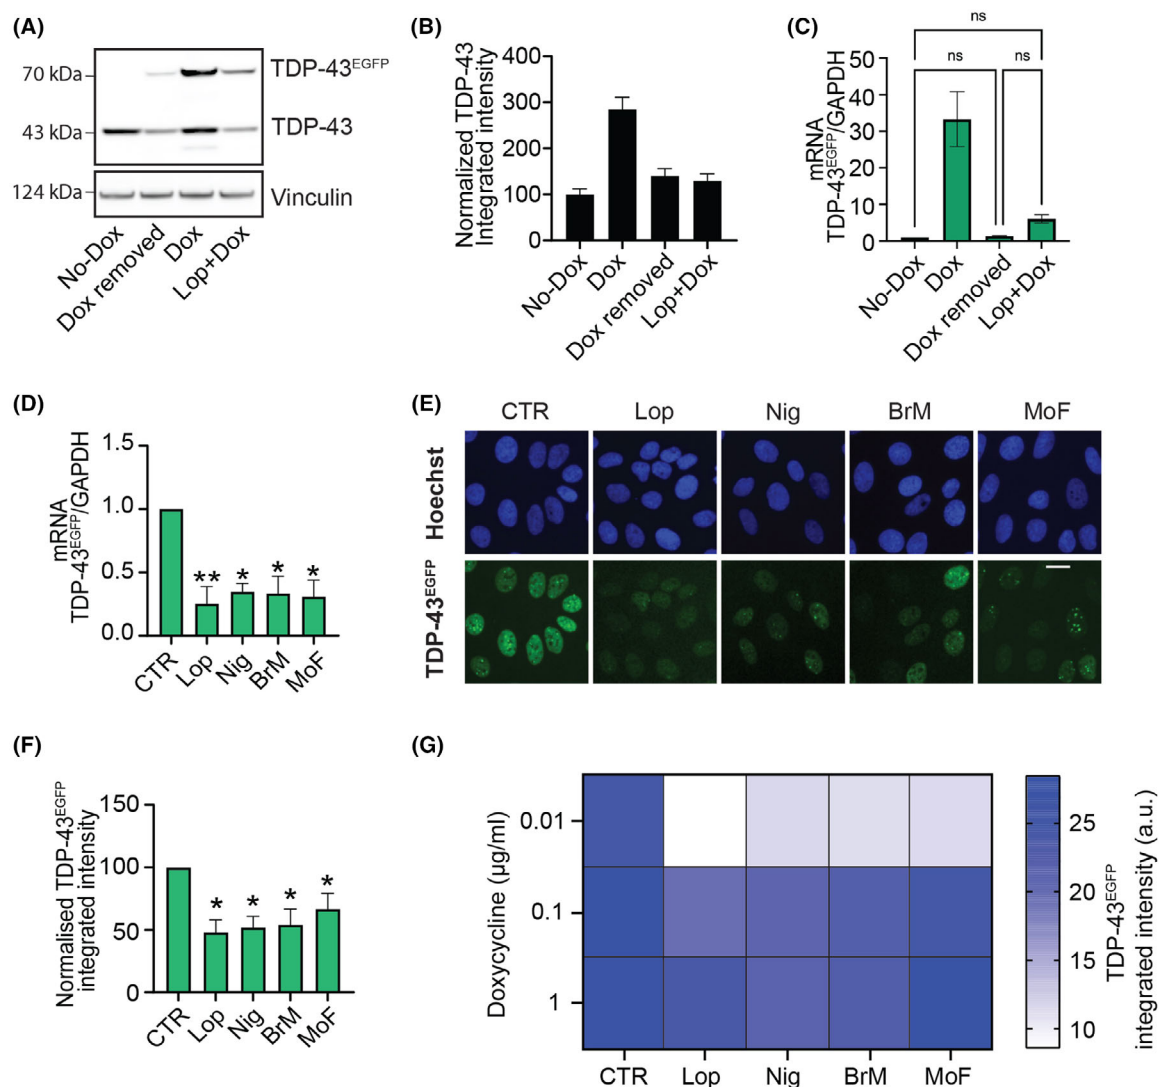 (A)
70 kDa
TDP-43EGFP
43 kDa
TDP-43
124 kDa
Vinculin
No-Dox
Dox removed
Dox
Lop+Dox
(B)
Normalized TDP-43
Integrated intensity
400
300
200
100
0
No-Dox
Dox
Dox removed
Lop+Dox
(C)
ns
ns
ns
mRNA
TDP-43EGFP/GAPDH
50
40
30
20
10
0
No-Dox
Dox
Dox removed
Lop+Dox
(D)
mRNA
TDP-43EGFP/GAPDH
1.5
1.0
0.5
0.0
**
*
*
*
CTR
Lop
Nig
BrM
MoF
(E)
CTR Lop Nig BrM MoF
Hoechst
TDP-43EGFP
(F)
Normalised TDP-43EGFP
integrated intensity
150
100
50
0
*
*
*
*
CTR
Lop
Nig
BrM
MoF
(G)
Doxycycline (µg/ml)
0.01
0.1
1
CTR Lop Nig BrM MoF
25
20
15
10
TDP-43EGFP
integrated intensity (a.u.)